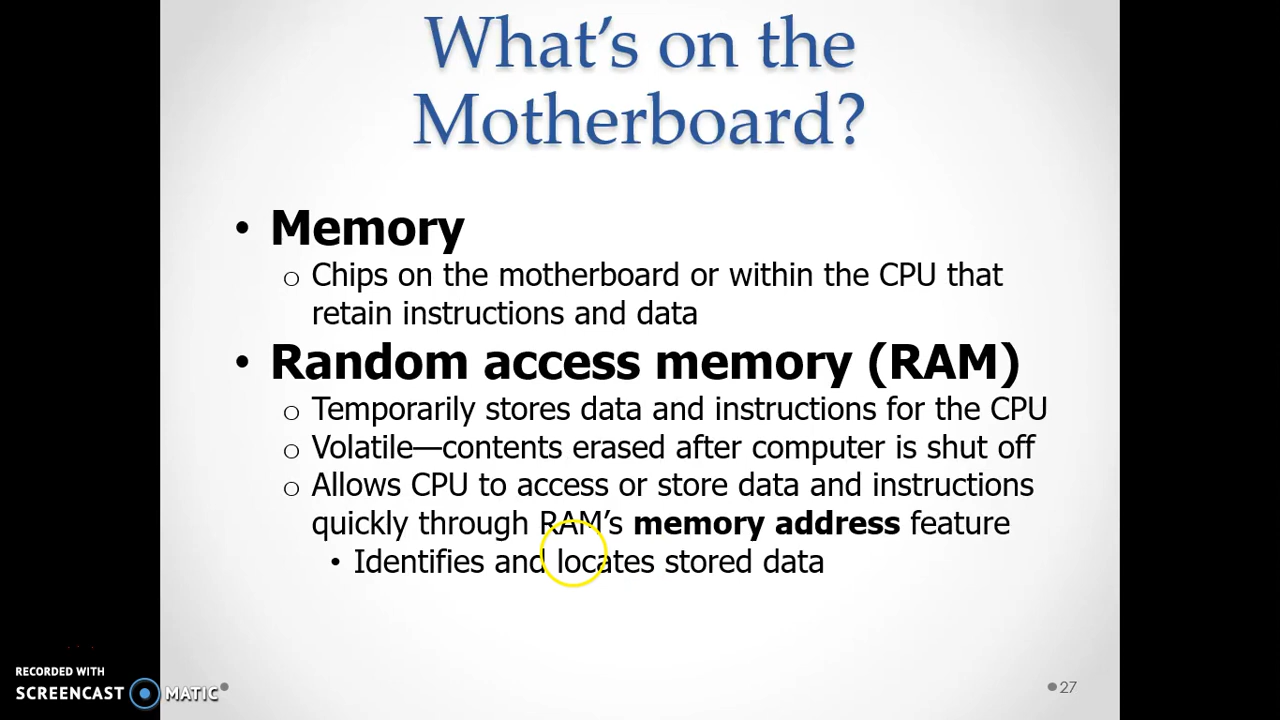 What's on the
Motherboard?
• Memory
o Chips on the motherboard or within the CPU that
retain instructions and data
• Random access memory (RAM)
o Temporarily stores data and instructions for the CPU
o Volatile—contents erased after computer is shut off
o Allows CPU to access or store data and instructions
quickly through RAM's memory address feature
• Identifies and locates stored data
RECORDED WITH
SCREENCAST MATIC
27